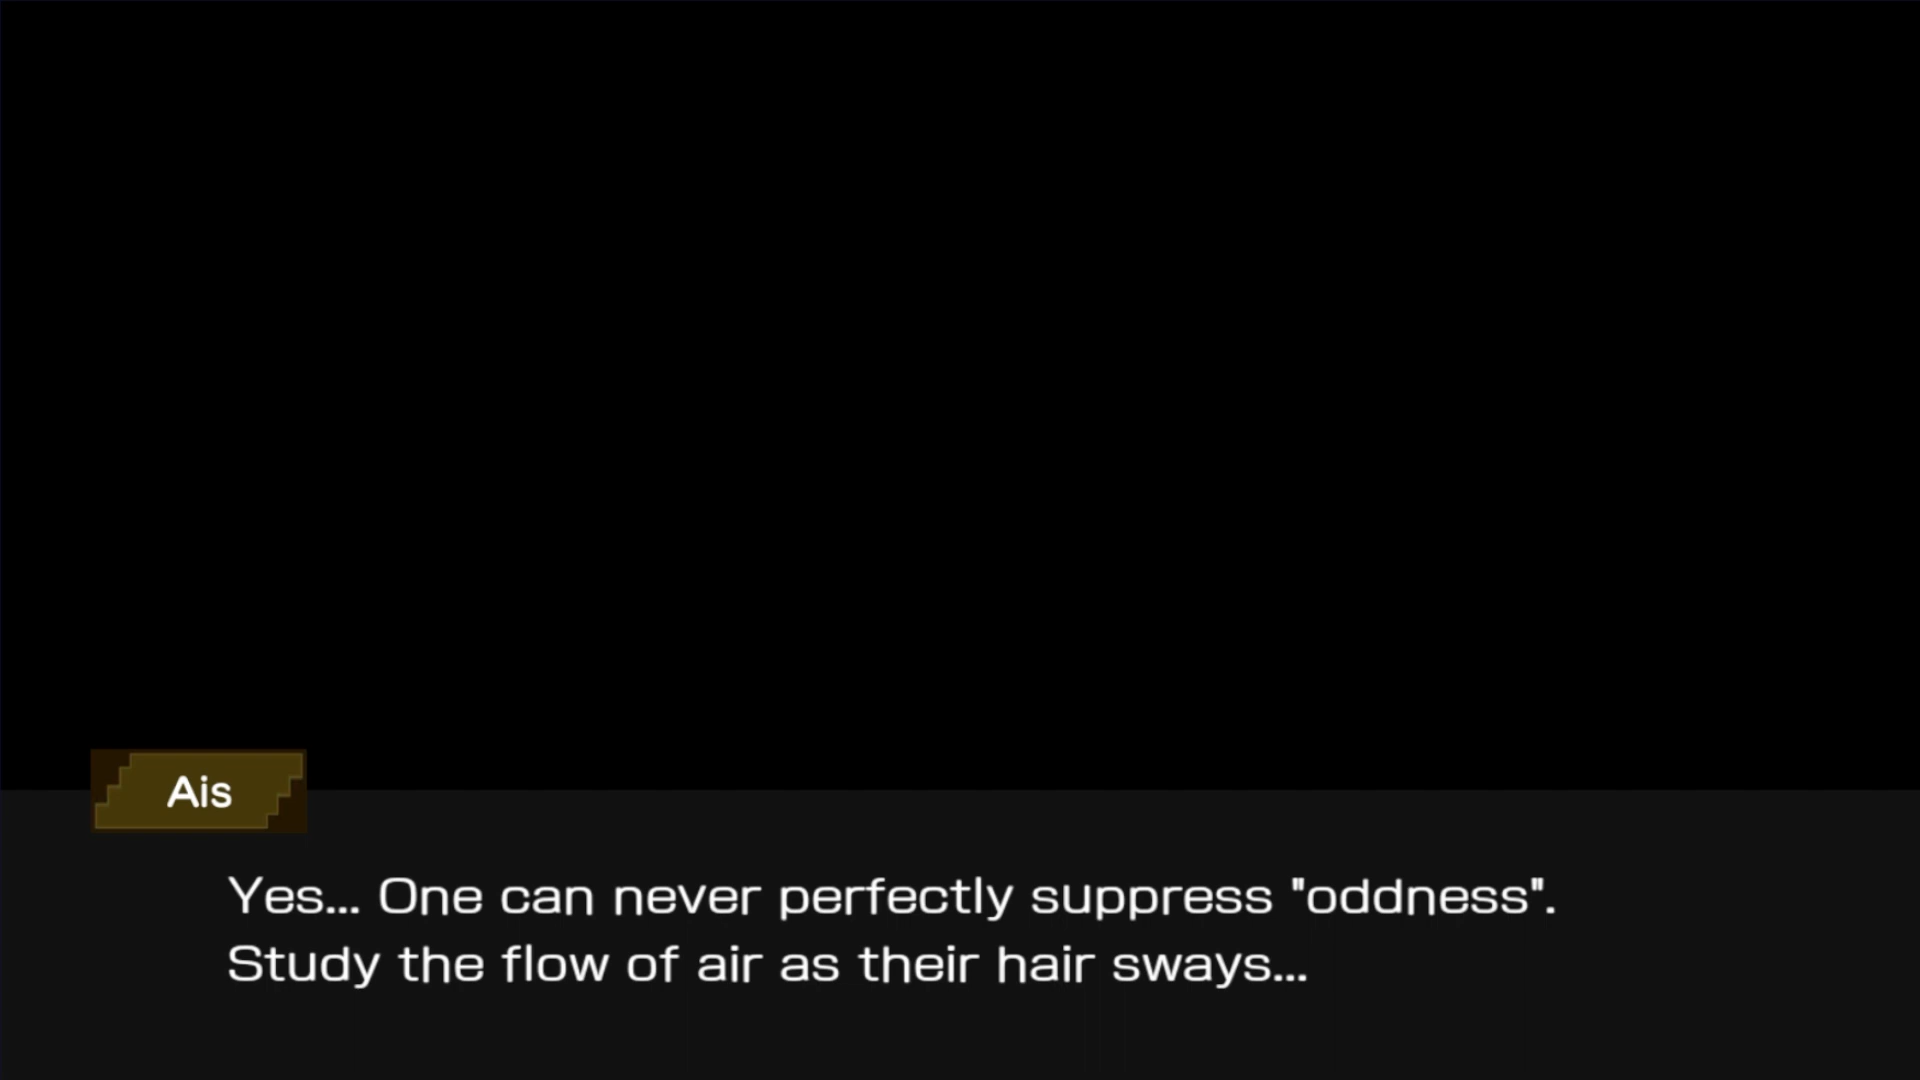 Ais
Yes... One can never perfectly suppress "oddness".
Study the flow of air as their hair sways...